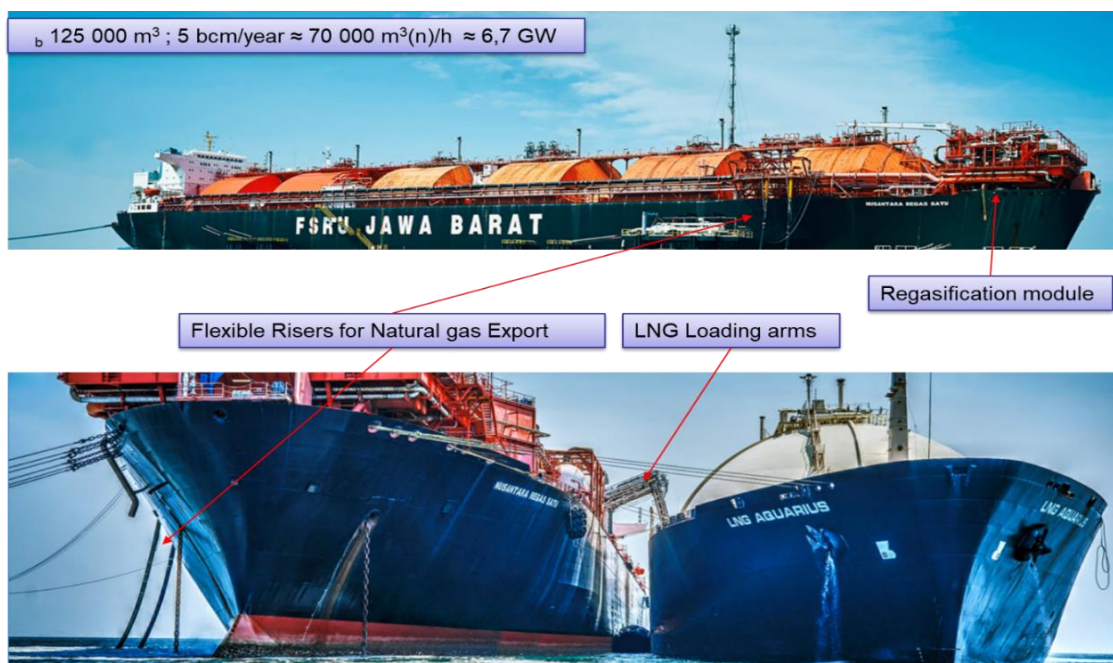 b 125 000 m³ ; 5 bcm/year ≈ 70 000 m³(n)/h ≈ 6,7 GW
NUSANTARA REGAS SATU
FSRU JAWA BARAT
Regasification module
Flexible Risers for Natural gas Export
LNG Loading arms
NUSANTARA REGAS SATU
LNG AQUARIUS
LNG AQUARIUS